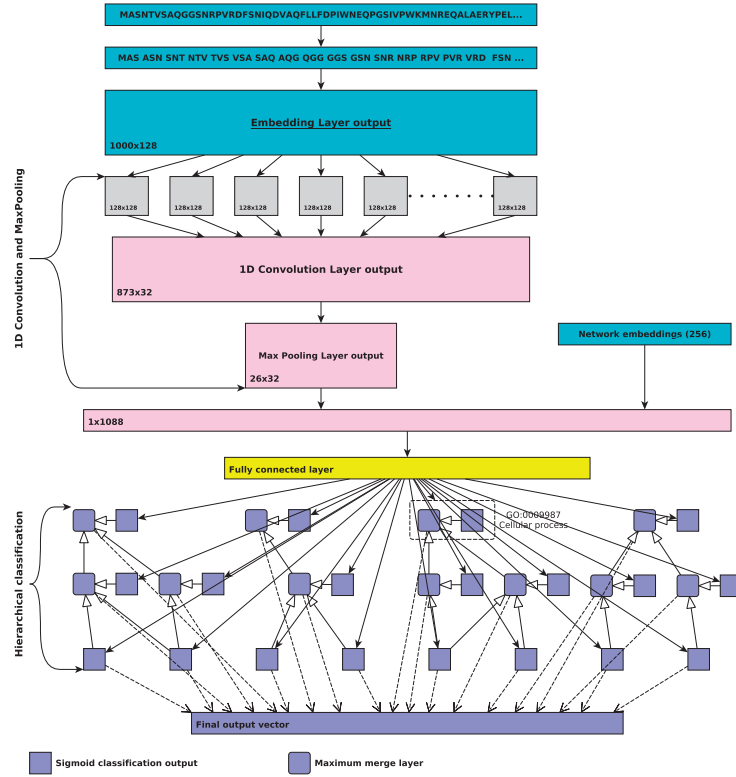 MASNTVSAQGGSNRPVRDFSNIQDVAQFLLFDPIWNEQPGSIVPWKMNREQALAERYPEL...
MAS ASN SNT NTV TVS VSA SAQ AQG QGG GGS GSN SNR NRP RPV PVR VRD FSN ...
Embedding Layer output
1000x128
128x128
128x128
128x128
128x128
128x128
128x128
1D Convolution and MaxPooling
1D Convolution Layer output
873x32
Network embeddings (256)
Max Pooling Layer output
26x32
1x1088
Fully connected layer
GO:0009987
Cellular process
Hierarchical classification
Final output vector
Sigmoid classification output
Maximum merge layer